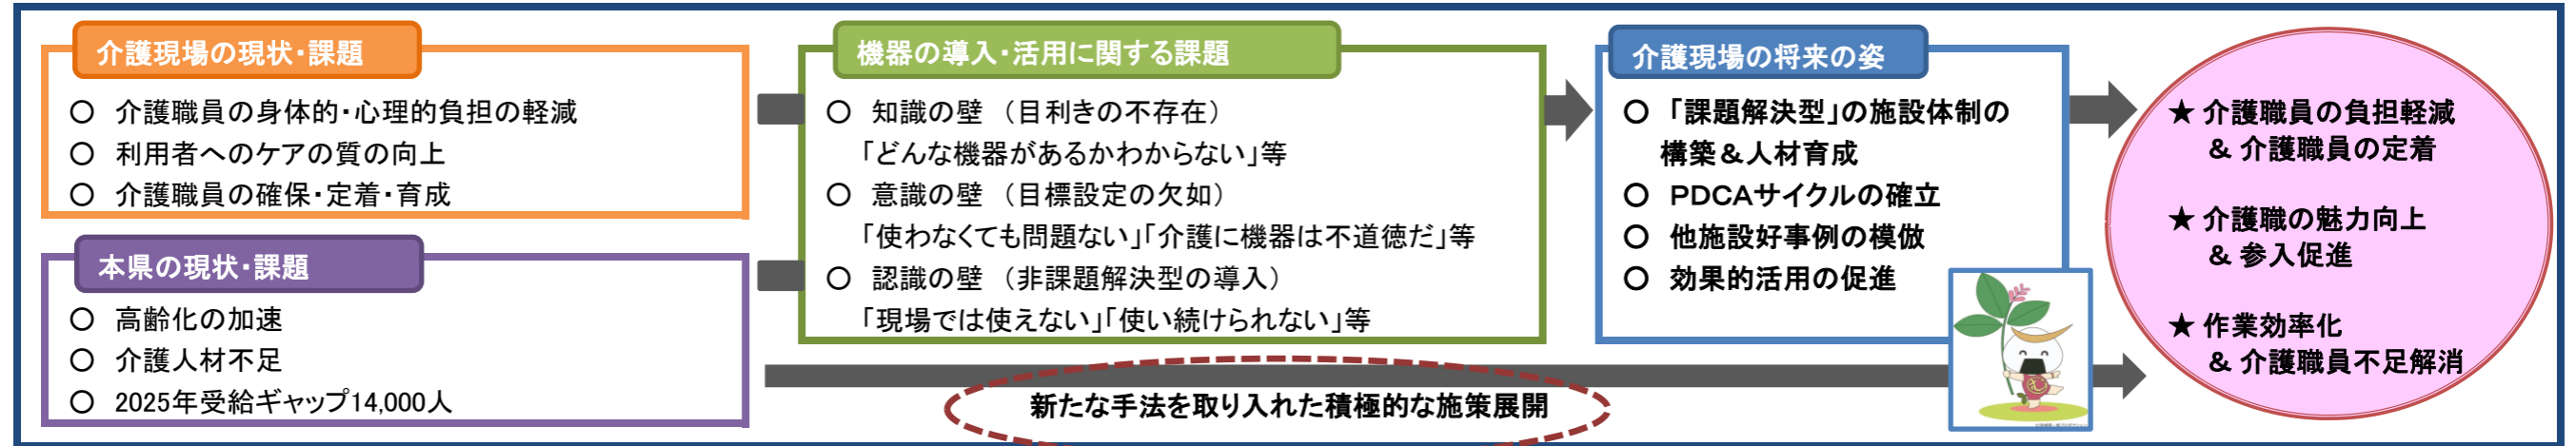 介護現場の現状・課題
〇 介護職員の身体的・心理的負担の軽減
〇 利用者へのケアの質の向上
〇 介護職員の確保・定着・育成
本県の現状・課題
〇 高齢化の加速
〇 介護人材不足
〇 2025年受給ギャップ14,000人
機器の導入・活用に関する課題
〇 知識の壁 （目利きの不存在）
「どんな機器があるかわからない」等
〇 意識の壁 （目標設定の欠如）
「使わなくても問題ない」「介護に機器は不道徳だ」等
〇 認識の壁 （非課題解決型の導入）
「現場では使えない」「使い続けられない」等
介護現場の将来の姿
〇 「課題解決型」の施設体制の
構築＆人材育成
〇 PDCAサイクルの確立
〇 他施設好事例の模倣
〇 効果的活用の促進
新たな手法を取り入れた積極的な施策展開
★ 介護職員の負担軽減
& 介護職員の定着
★ 介護職の魅力向上
& 参入促進
★ 作業効率化
& 介護職員不足解消